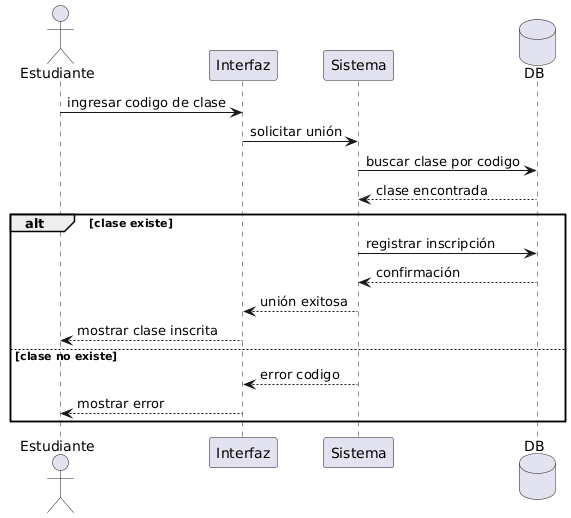 Estudiante
Interfaz
Sistema
DB
ingresar codigo de clase
solicitar unión
buscar clase por codigo
clase encontrada
alt [clase existe]
registrar inscripción
confirmación
unión exitosa
mostrar clase inscrita
[clase no existe]
error codigo
mostrar error
Estudiante
Interfaz
Sistema
DB